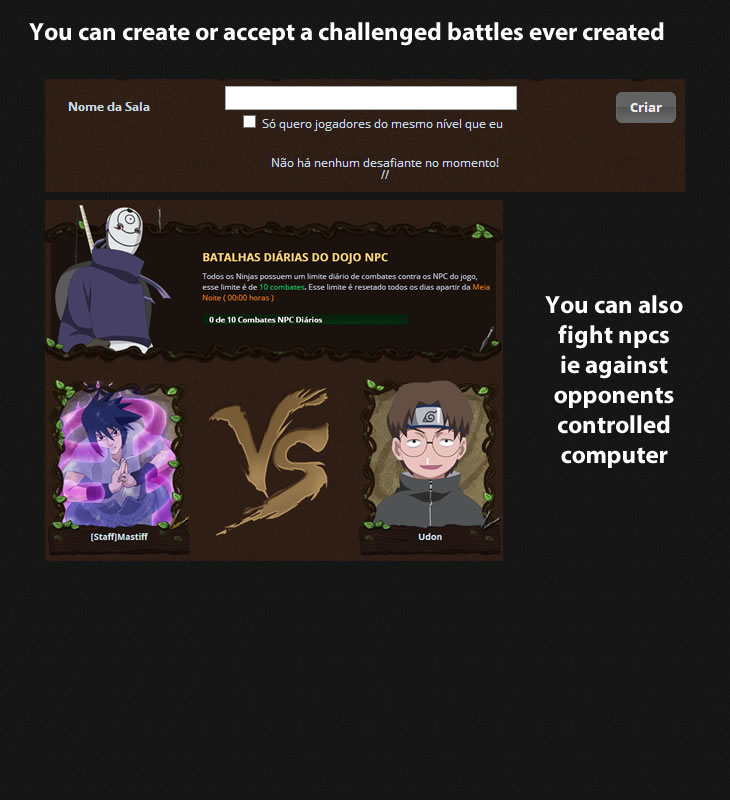 You can create or accept a challenged battles ever created
Nome da Sala
Criar
Só quero jogadores do mesmo nível que eu
Não há nenhum desafiante no momento!
//
BATALHAS DIÁRIAS DO DOJO NPC
Todos os Ninjas possuem um limite diário de combates contra os NPC do jogo,
esse limite é de 10 combates. Esse limite é resetado todos os dias apartir da Meia
Noite ( 00:00 horas )
0 de 10 Combates NPC Diários
You can also
fight npcs
ie against
opponents
controlled
computer
VS
[Staff]Mastiff
Udon